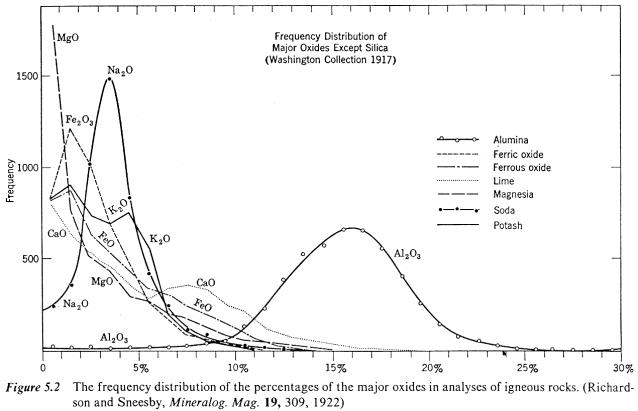 Frequency Distribution of
Major Oxides Except Silica
(Washington Collection 1917)
Frequency
1500
1000
500
MgO
Na₂O
Fe₂O₃
K₂O
K₂O
CaO
FeO
MgO
CaO
FeO
Na₂O
Al₂O₃
Al₂O₃
Alumina
Ferric oxide
Ferrous oxide
Lime
Magnesia
Soda
Potash
0 5% 10% 15% 20% 25% 30%
Figure 5.2 The frequency distribution of the percentages of the major oxides in analyses of igneous rocks. (Richard-
son and Sneesby, Mineralog. Mag. 19, 309, 1922)